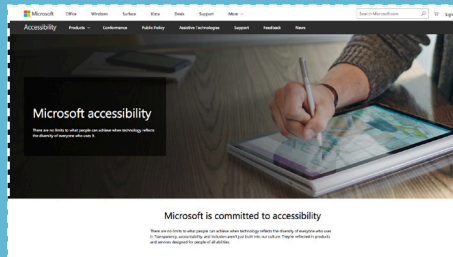 Microsoft Office Windows Surface Xbox Deals Support More Search Microsoft.com Sign
Accessibility Products Conformance Public Policy Assistive Technologies Support Feedback News
Microsoft accessibility
There are no limits to what people can achieve when technology reflects
the diversity of everyone who uses it.
Microsoft is committed to accessibility
There are no limits to what people can achieve when technology reflects the diversity of everyone who uses
it. Transparency, accountability, and inclusion aren't just built into our culture. They're reflected in products
and services designed for people of all abilities.